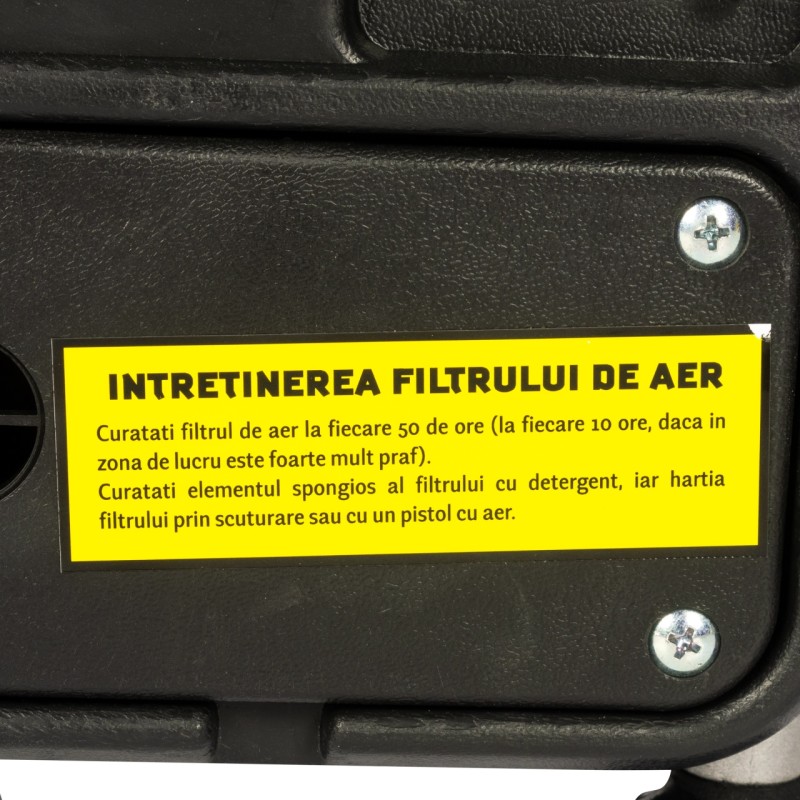 INTRETINEREA FILTRULUI DE AER
Curatati filtrul de aer la fiecare 50 de ore (la fiecare 10 ore, daca in
zona de lucru este foarte mult praf).
Curatati elementul spongios al filtrului cu detergent, iar hartia
filtrului prin scuturare sau cu un pistol cu aer.